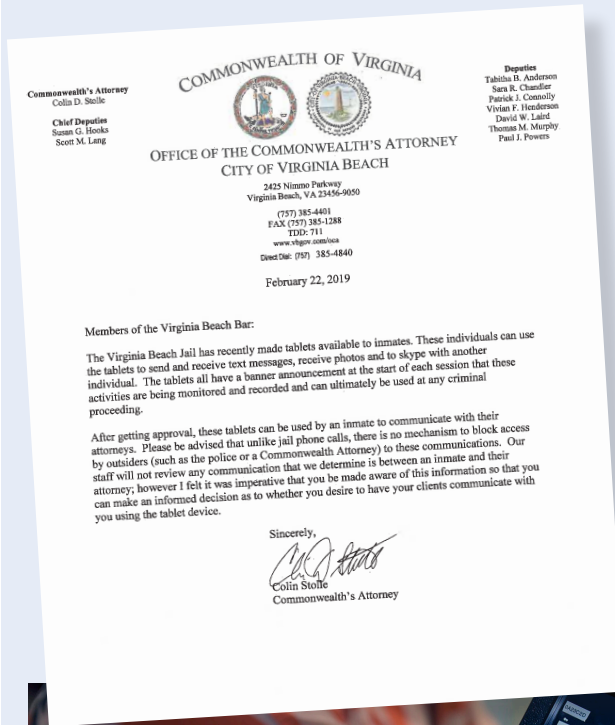 COMMONWEALTH OF VIRGINIA
Commonwealth's Attorney
Colin D. Stolle
Chief Deputies
Susan G. Hooks
Scott M. Lang
Deputies
Tabitha B. Anderson
Sara R. Chandler
Patrick J. Connolly
Vivian F. Henderson
David W. Laird
Thomas M. Murphy
Paul J. Powers
OFFICE OF THE COMMONWEALTH'S ATTORNEY
CITY OF VIRGINIA BEACH
2425 Nimmo Parkway
Virginia Beach, VA 23456-9050
(757) 385-4401
FAX (757) 385-1288
TDD: 711
www.vbgov.com/oca
Direct Dial: (757) 385-4840
February 22, 2019
Members of the Virginia Beach Bar:
The Virginia Beach Jail has recently made tablets available to inmates. These individuals can use
the tablets to send and receive text messages, receive photos and to skype with another
individual. The tablets all have a banner announcement at the start of each session that these
activities are being monitored and recorded and can ultimately be used at any criminal
proceeding.
After getting approval, these tablets can be used by an inmate to communicate with their
attorneys. Please be advised that unlike jail phone calls, there is no mechanism to block access
by outsiders (such as the police or a Commonwealth Attorney) to these communications. Our
staff will not review any communication that we determine is between an inmate and their
attorney; however I felt it was imperative that you be made aware of this information so that you
can make an informed decision as to whether you desire to have your clients communicate with
you using the tablet device.
Sincerely,
Colin Stolle
Commonwealth's Attorney